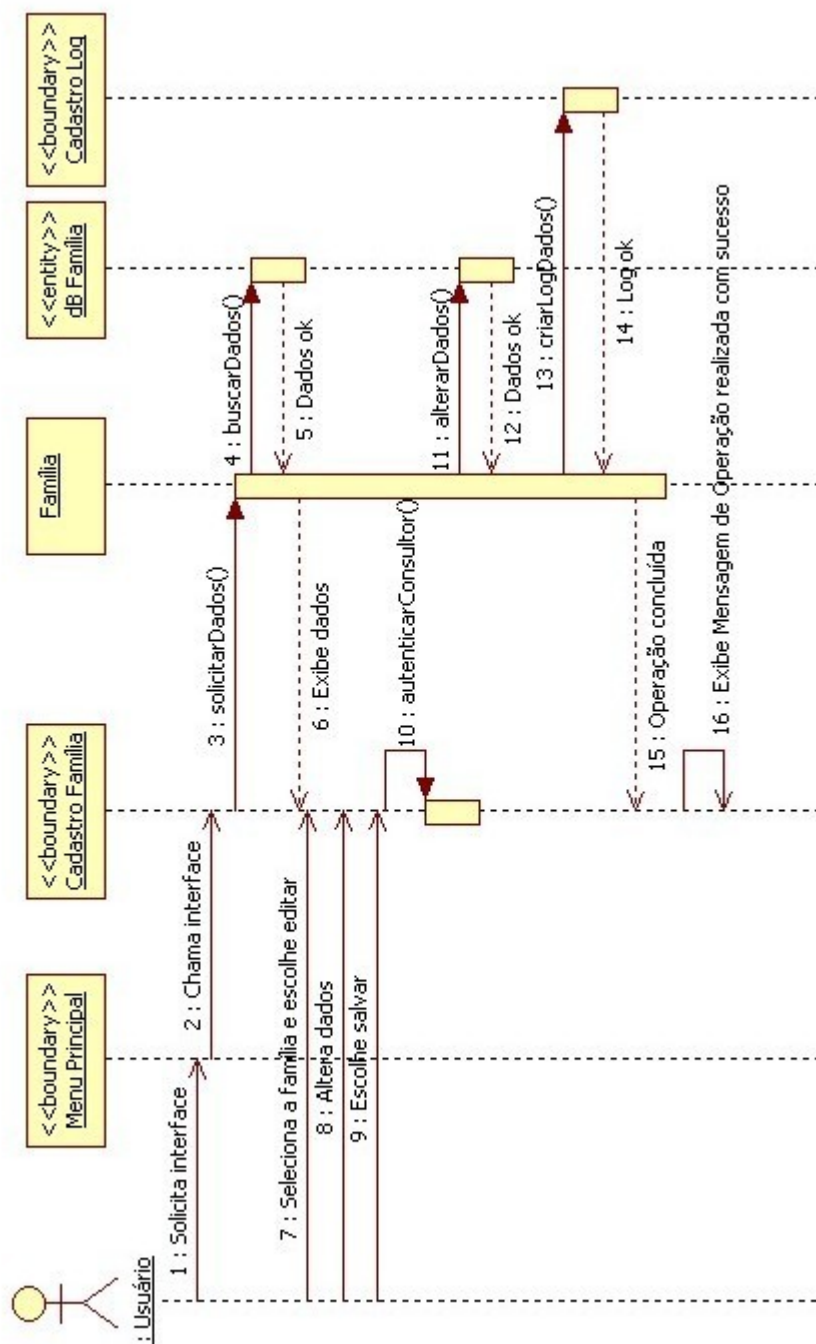 : Usuário
<<boundary>>
Menu Principal
<<boundary>>
Cadastro Família
Família
<<entity>>
dB Família
<<boundary>>
Cadastro Log
1 : Solicita interface
2 : Chama interface
3 : solicitarDados()
4 : buscarDados()
5 : Dados ok
6 : Exibe dados
7 : Seleciona a família e escolhe editar
8 : Altera dados
9 : Escolhe salvar
10 : autenticarConsultor()
11 : alterarDados()
12 : Dados ok
13 : criarLogDados()
14 : Log ok
15 : Operação concluída
16 : Exibe Mensagem de Operação realizada com sucesso